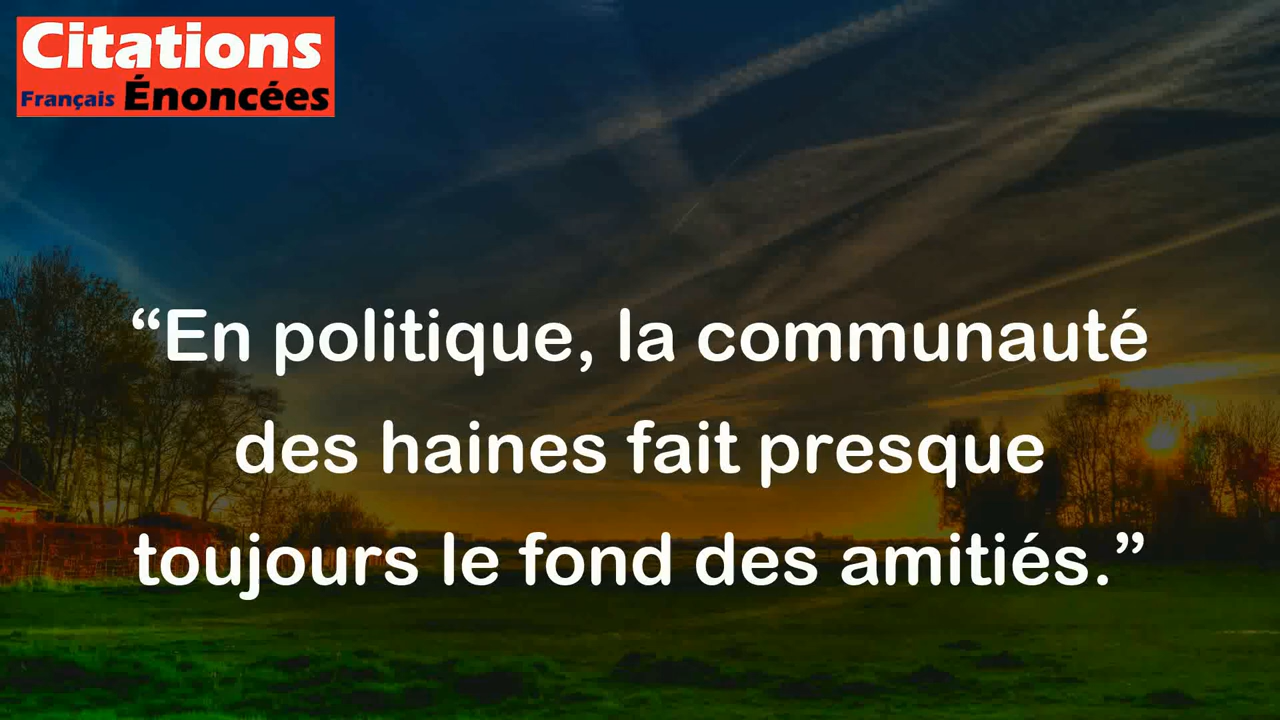 Citations
Français Énoncées
“En politique, la communauté
des haines fait presque
toujours le fond des amitiés.”